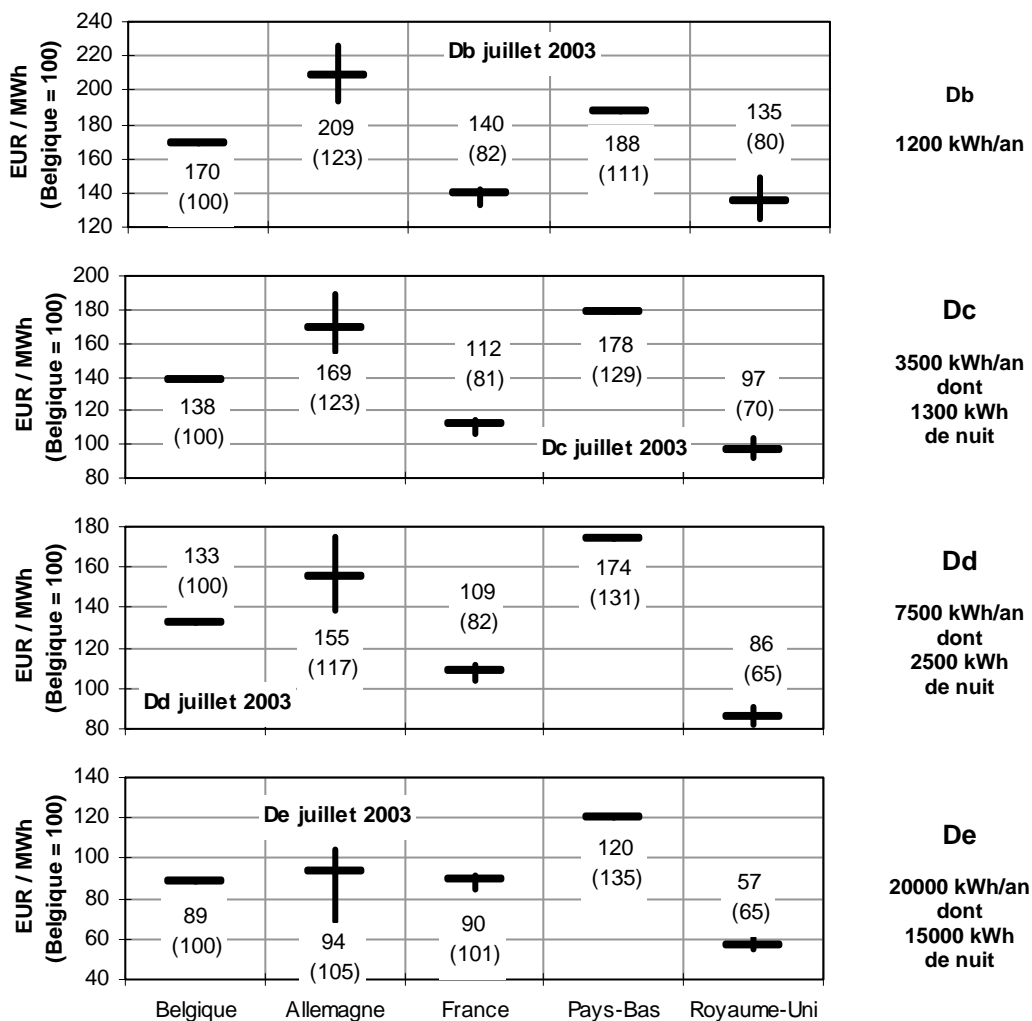 EUR / MWh
(Belgique = 100)
240
220
200
180
160
140
120
Db juillet 2003
170
(100)
209
(123)
140
(82)
188
(111)
135
(80)
Db
1200 kWh/an
EUR / MWh
(Belgique = 100)
200
180
160
140
120
100
80
138
(100)
169
(123)
112
(81)
178
(129)
97
(70)
Dc juillet 2003
Dc
3500 kWh/an
dont
1300 kWh
de nuit
EUR / MWh
(Belgique = 100)
180
160
140
120
100
80
133
(100)
155
(117)
109
(82)
174
(131)
86
(65)
Dd juillet 2003
Dd
7500 kWh/an
dont
2500 kWh
de nuit
EUR / MWh
(Belgique = 100)
140
120
100
80
60
40
De juillet 2003
89
(100)
94
(105)
90
(101)
120
(135)
57
(65)
De
20000 kWh/an
dont
15000 kWh
de nuit
Belgique
Allemagne
France
Pays-Bas
Royaume-Uni